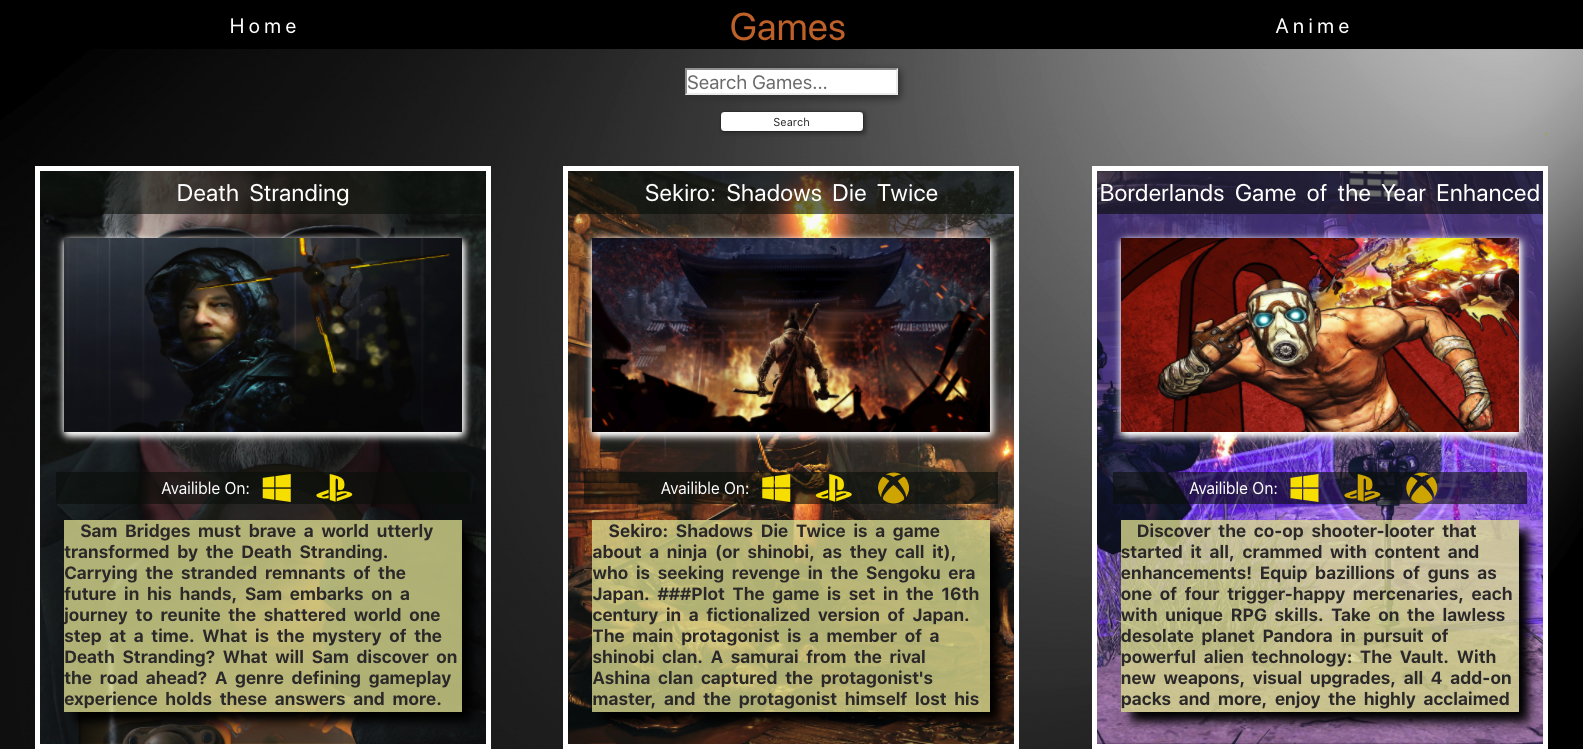 Home
Games
Anime
Search Games...
Search
Death Stranding
Availible On:
Sam Bridges must brave a world utterly
transformed by the Death Stranding.
Carrying the stranded remnants of the
future in his hands, Sam embarks on a
journey to reunite the shattered world one
step at a time. What is the mystery of the
Death Stranding? What will Sam discover on
the road ahead? A genre defining gameplay
experience holds these answers and more.
Sekiro: Shadows Die Twice
Availible On:
Sekiro: Shadows Die Twice is a game
about a ninja (or shinobi, as they call it),
who is seeking revenge in the Sengoku era
Japan. ###Plot The game is set in the 16th
century in a fictionalized version of Japan.
The main protagonist is a member of a
shinobi clan. A samurai from the rival
Ashina clan captured the protagonist's
master, and the protagonist himself lost his
Borderlands Game of the Year Enhanced
Availible On:
Discover the co-op shooter-looter that
started it all, crammed with content and
enhancements! Equip bazillions of guns as
one of four trigger-happy mercenaries, each
with unique RPG skills. Take on the lawless
desolate planet Pandora in pursuit of
powerful alien technology: The Vault. With
new weapons, visual upgrades, all 4 add-on
packs and more, enjoy the highly acclaimed